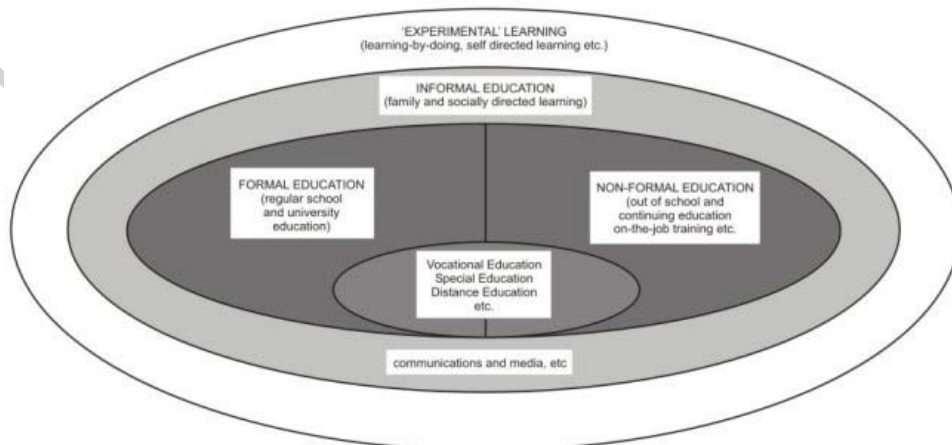 'EXPERIMENTAL' LEARNING
(learning-by-doing, self directed learning etc.)
INFORMAL EDUCATION
(family and socially directed learning)
FORMAL EDUCATION
(regular school
and university
education)
NON-FORMAL EDUCATION
(out of school and
continuing education
on-the-job training etc.
Vocational Education
Special Education
Distance Education
etc.
communications and media, etc